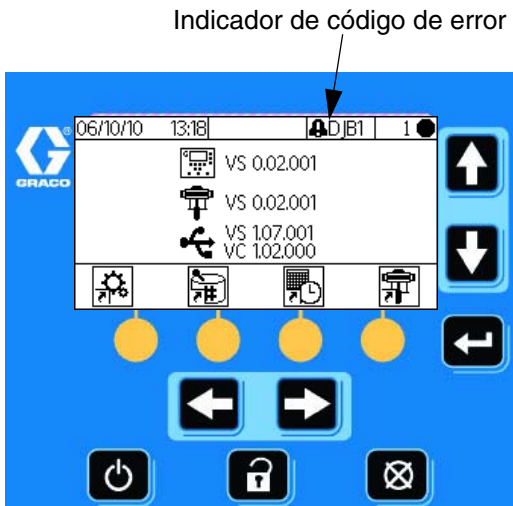 Indicador de código de error
06/10/10 13:18 DJB1 1
GRACO
VS 0.02.001
VS 0.02.001
VS 1.07.001
VC 1.02.000
#